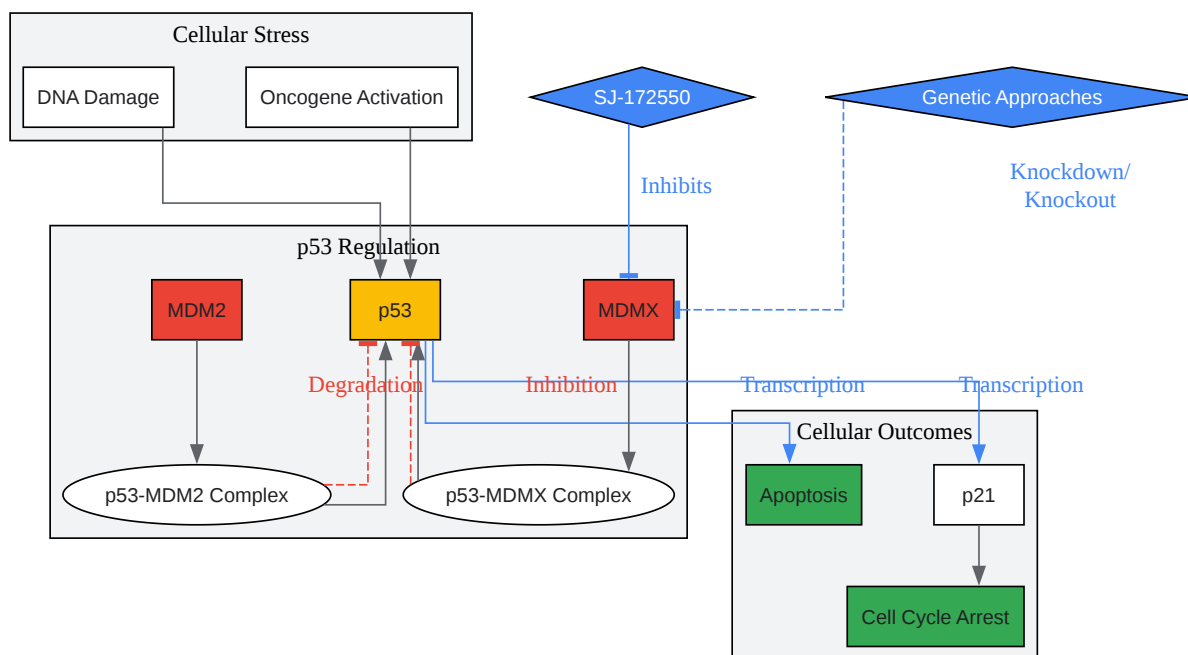 Cellular Stress
DNA Damage
Oncogene Activation
SJ-172550
Genetic Approaches
Inhibits
Knockdown/
Knockout
p53 Regulation
MDM2
p53
MDMX
Degradation
Inhibition
Transcription
Transcription
Cellular Outcomes
p53-MDM2 Complex
p53-MDMX Complex
Apoptosis
p21
Cell Cycle Arrest